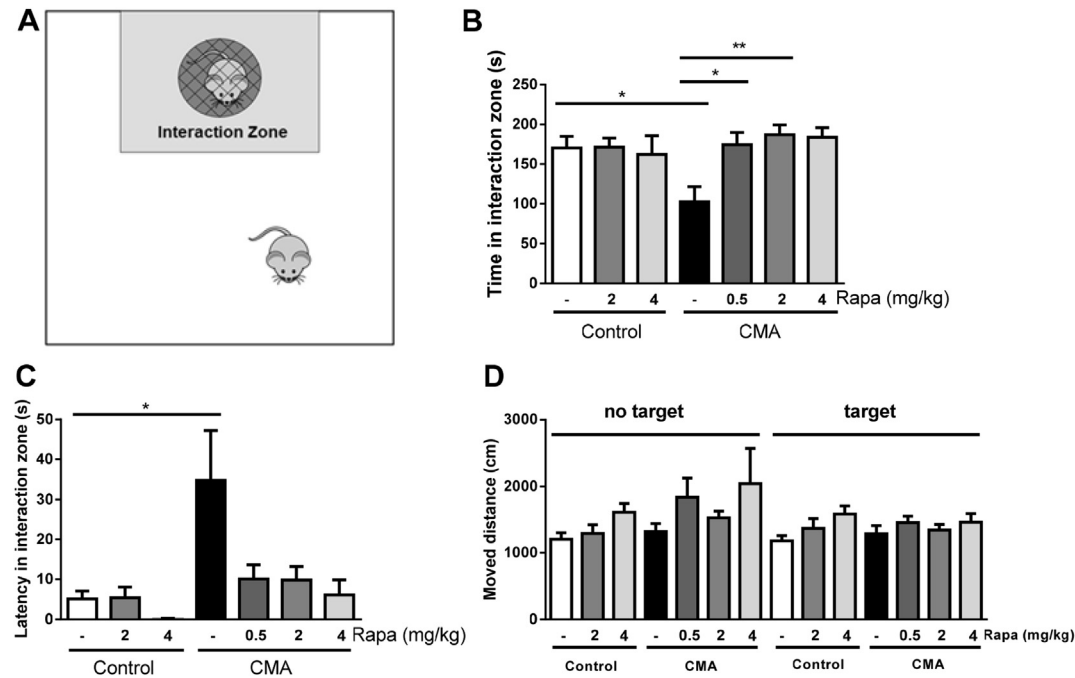 A
Interaction Zone
B
Time in interaction zone (s)
250
200
150
100
50
0
*
*
**
- 2 4 - 0.5 2 4 Rapa (mg/kg)
Control CMA
C
Latency in interaction zone (s)
50
40
30
20
10
0
*
- 2 4 - 0.5 2 4 Rapa (mg/kg)
Control CMA
D
Moved distance (cm)
3000
2000
1000
0
no target target
- 2 4 - 0.5 2 4 - 2 4 - 0.5 2 4 Rapa (mg/kg)
Control CMA Control CMA